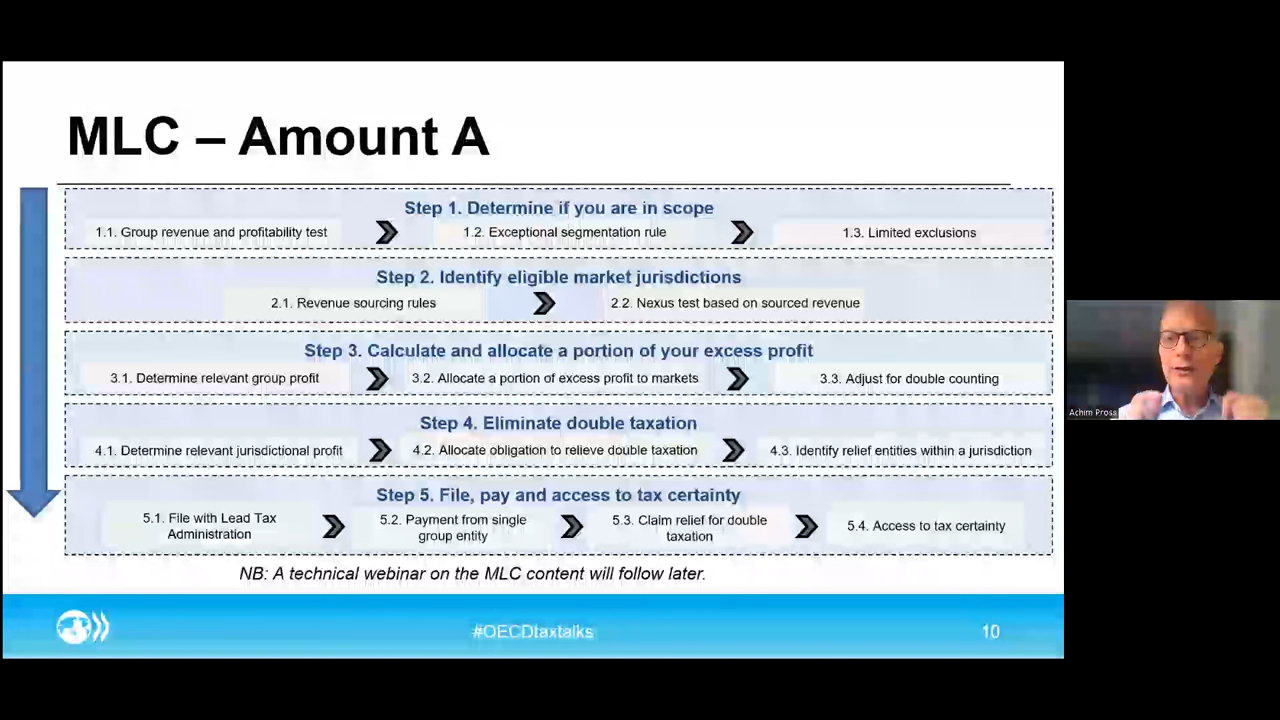 MLC – Amount A
Step 1. Determine if you are in scope
1.1. Group revenue and profitability test
1.2. Exceptional segmentation rule
1.3. Limited exclusions
Step 2. Identify eligible market jurisdictions
2.1. Revenue sourcing rules
2.2. Nexus test based on sourced revenue
Step 3. Calculate and allocate a portion of your excess profit
3.1. Determine relevant group profit
3.2. Allocate a portion of excess profit to markets
3.3. Adjust for double counting
Step 4. Eliminate double taxation
4.1. Determine relevant jurisdictional profit
4.2. Allocate obligation to relieve double taxation
4.3. Identify relief entities within a jurisdiction
Step 5. File, pay and access to tax certainty
5.1. File with Lead Tax
Administration
5.2. Payment from single
group entity
5.3. Claim relief for double
taxation
5.4. Access to tax certainty
NB: A technical webinar on the MLC content will follow later.
#OECDtaxtalks
10
Achim Pross